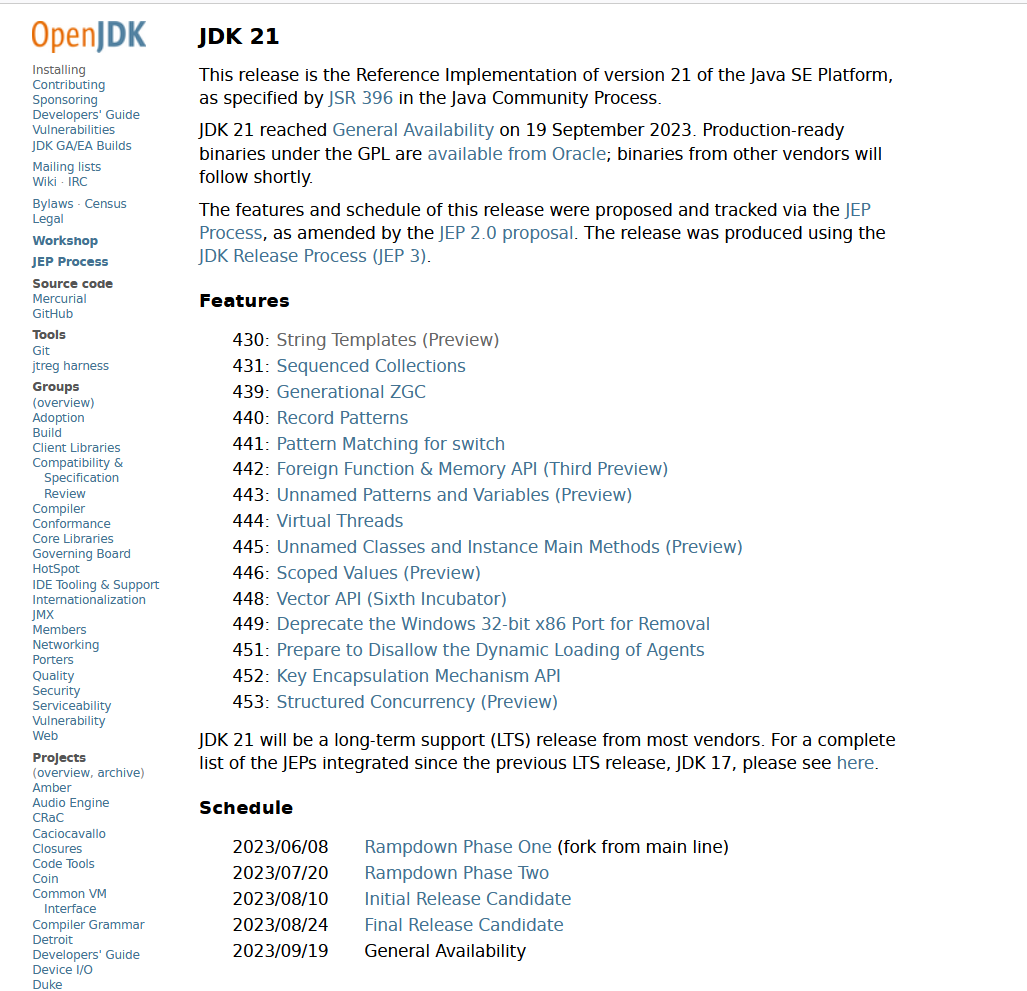 OpenJDK
Installing
Contributing
Sponsoring
Developers' Guide
Vulnerabilities
JDK GA/EA Builds
Mailing lists
Wiki · IRC
Bylaws · Census
Legal
Workshop
JEP Process
Source code
Mercurial
GitHub
Tools
Git
jtreg harness
Groups
(overview)
Adoption
Build
Client Libraries
Compatibility &
Specification
Review
Compiler
Conformance
Core Libraries
Governing Board
HotSpot
IDE Tooling & Support
Internationalization
JMX
Members
Networking
Porters
Quality
Security
Serviceability
Vulnerability
Web
Projects
(overview, archive)
Amber
Audio Engine
CRaC
Caciocavallo
Closures
Code Tools
Coin
Common VM
Interface
Compiler Grammar
Detroit
Developers' Guide
Device I/O
Duke
JDK 21
This release is the Reference Implementation of version 21 of the Java SE Platform,
as specified by JSR 396 in the Java Community Process.
JDK 21 reached General Availability on 19 September 2023. Production-ready
binaries under the GPL are available from Oracle; binaries from other vendors will
follow shortly.
The features and schedule of this release were proposed and tracked via the JEP
Process, as amended by the JEP 2.0 proposal. The release was produced using the
JDK Release Process (JEP 3).
Features
430: String Templates (Preview)
431: Sequenced Collections
439: Generational ZGC
440: Record Patterns
441: Pattern Matching for switch
442: Foreign Function & Memory API (Third Preview)
443: Unnamed Patterns and Variables (Preview)
444: Virtual Threads
445: Unnamed Classes and Instance Main Methods (Preview)
446: Scoped Values (Preview)
448: Vector API (Sixth Incubator)
449: Deprecate the Windows 32-bit x86 Port for Removal
451: Prepare to Disallow the Dynamic Loading of Agents
452: Key Encapsulation Mechanism API
453: Structured Concurrency (Preview)
JDK 21 will be a long-term support (LTS) release from most vendors. For a complete
list of the JEPs integrated since the previous LTS release, JDK 17, please see here.
Schedule
2023/06/08 Rampdown Phase One (fork from main line)
2023/07/20 Rampdown Phase Two
2023/08/10 Initial Release Candidate
2023/08/24 Final Release Candidate
2023/09/19 General Availability